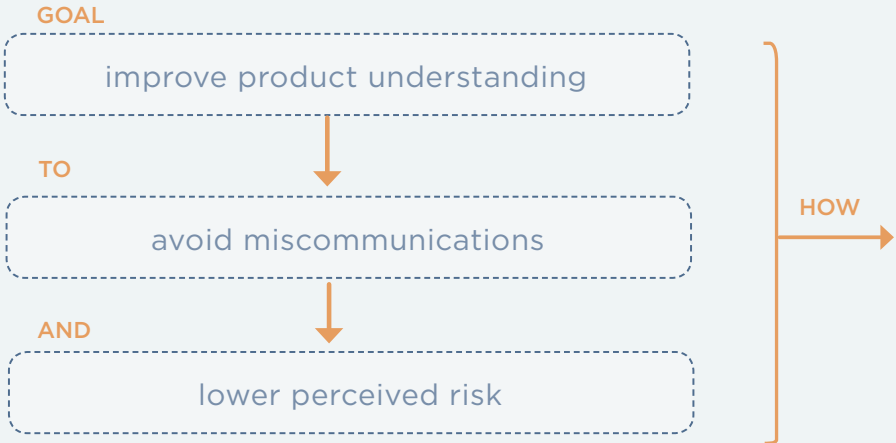 GOAL
improve product understanding
TO
avoid miscommunications
HOW
AND
lower perceived risk